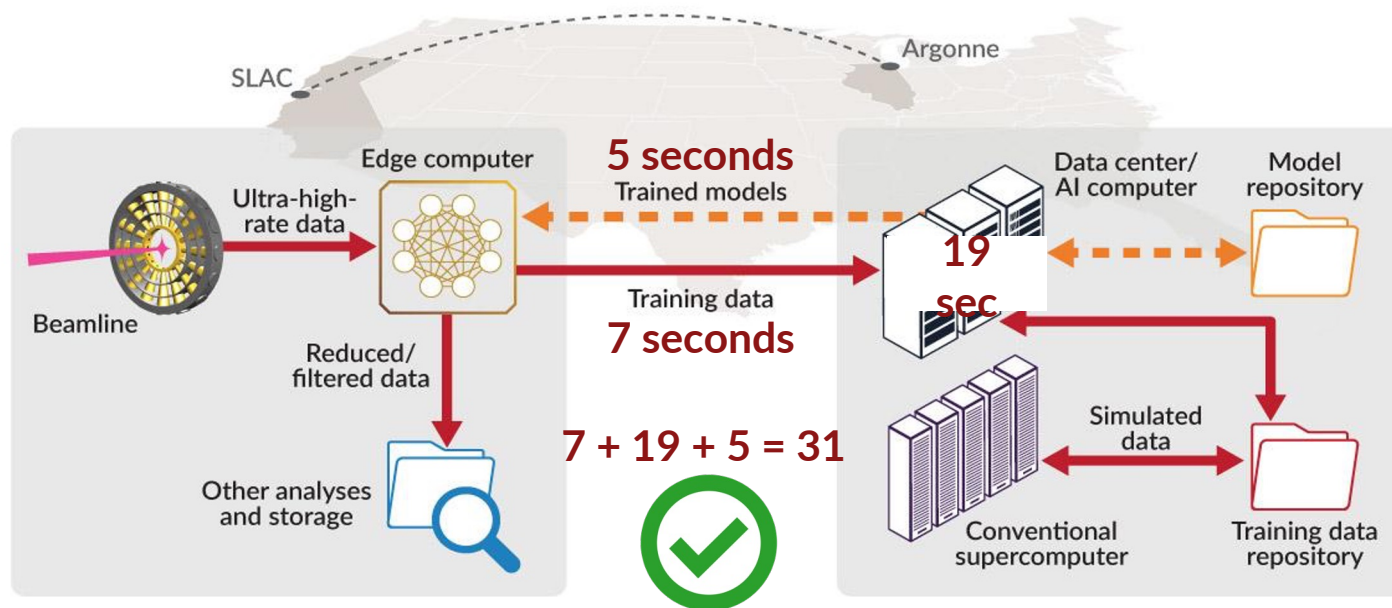 SLAC
Argonne
Edge computer
Ultra-high-
rate data
Beamline
Reduced/
filtered data
Other analyses
and storage
5 seconds
Trained models
Training data
7 seconds
7 + 19 + 5 = 31
Data center/
AI computer
Model
repository
19
sec
Simulated
data
Conventional
supercomputer
Training data
repository